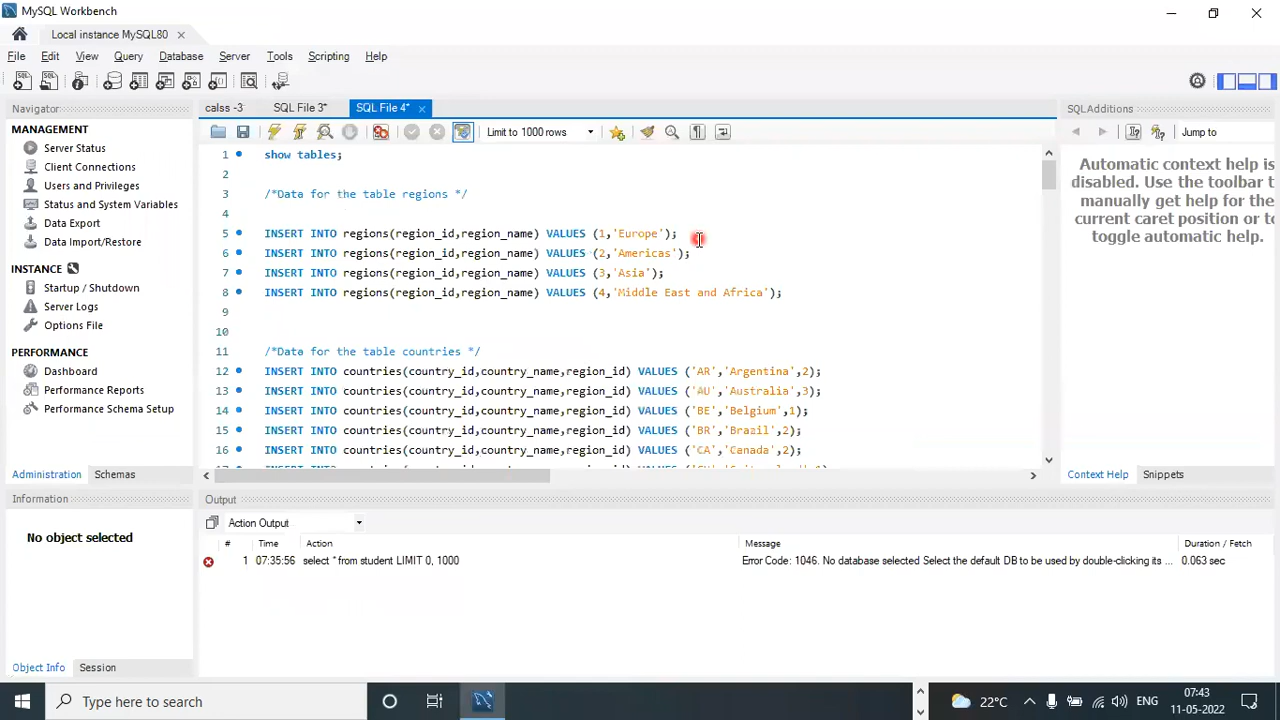 MySQL Workbench
Local instance MySQL80
File Edit View Query Database Server Tools Scripting Help
Navigator
MANAGEMENT
Server Status
Client Connections
Users and Privileges
Status and System Variables
Data Export
Data Import/Restore
INSTANCE
Startup / Shutdown
Server Logs
Options File
PERFORMANCE
Dashboard
Performance Reports
Performance Schema Setup
Administration Schemas
Information
No object selected
Object Info Session
calss -3 SQL File 3* SQL File 4*
Limit to 1000 rows
1 show tables;
2
3 /*Data for the table regions */
4
5 INSERT INTO regions(region_id,region_name) VALUES (1,'Europe');
6 INSERT INTO regions(region_id,region_name) VALUES (2,'Americas');
7 INSERT INTO regions(region_id,region_name) VALUES (3,'Asia');
8 INSERT INTO regions(region_id,region_name) VALUES (4,'Middle East and Africa');
9
10
11 /*Data for the table countries */
12 INSERT INTO countries(country_id,country_name,region_id) VALUES ('AR','Argentina',2);
13 INSERT INTO countries(country_id,country_name,region_id) VALUES ('AU','Australia',3);
14 INSERT INTO countries(country_id,country_name,region_id) VALUES ('BE','Belgium',1);
15 INSERT INTO countries(country_id,country_name,region_id) VALUES ('BR','Brazil',2);
16 INSERT INTO countries(country_id,country_name,region_id) VALUES ('CA','Canada',2);
SQLAdditions
Jump to
Automatic context help is
disabled. Use the toolbar t
manually get help for the
current caret position or to
toggle automatic help.
Context Help Snippets
Output
Action Output
# Time Action Message Duration / Fetch
1 07:35:56 select * from student LIMIT 0, 1000 Error Code: 1046. No database selected Select the default DB to be used by double-clicking its ... 0.063 sec
Type here to search
22°C
ENG
07:43
11-05-2022